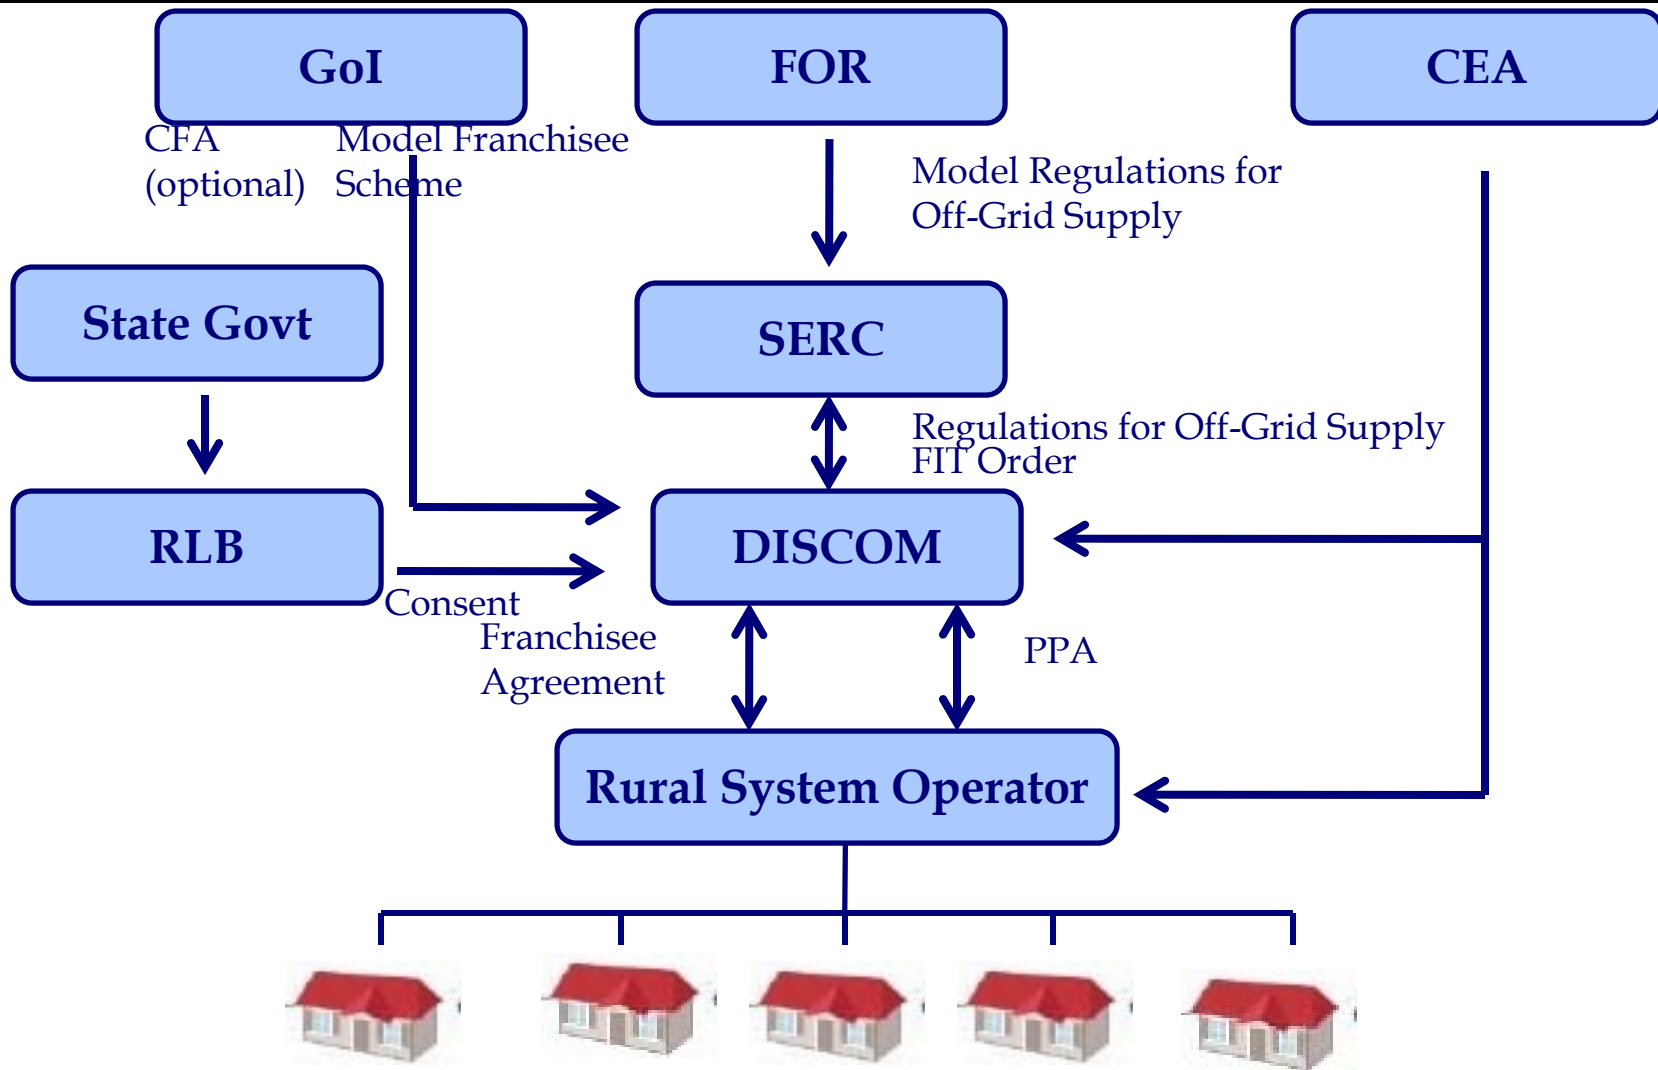 GoI
FOR
CEA
CFA
(optional)
Model Franchisee
Scheme
Model Regulations for
Off-Grid Supply
State Govt
SERC
Regulations for Off-Grid Supply
FIT Order
RLB
DISCOM
Consent
Franchisee
Agreement
PPA
Rural System Operator